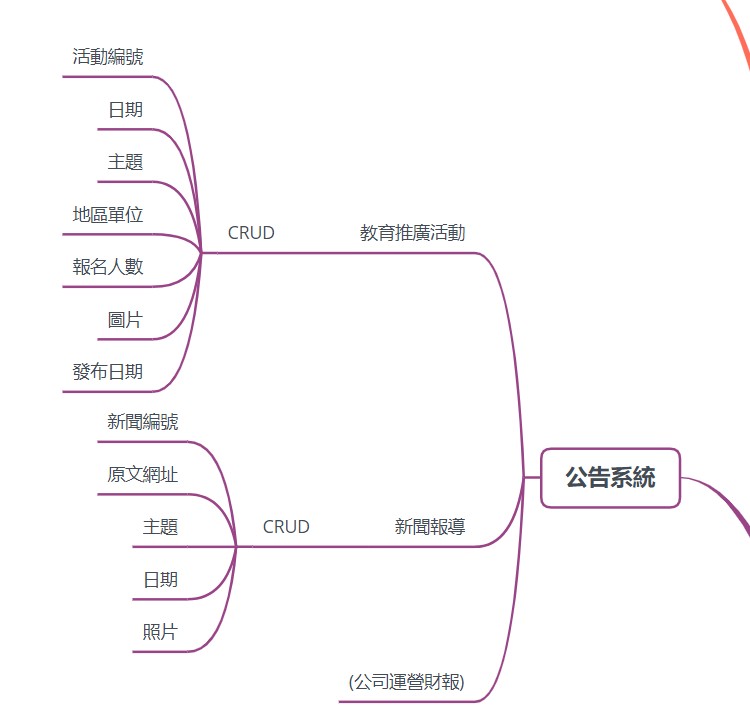 公告系統
教育推廣活動
CRUD
活動編號
日期
主題
地區單位
報名人數
圖片
發布日期
新聞報導
CRUD
新聞編號
原文網址
主題
日期
照片
(公司運營財報)